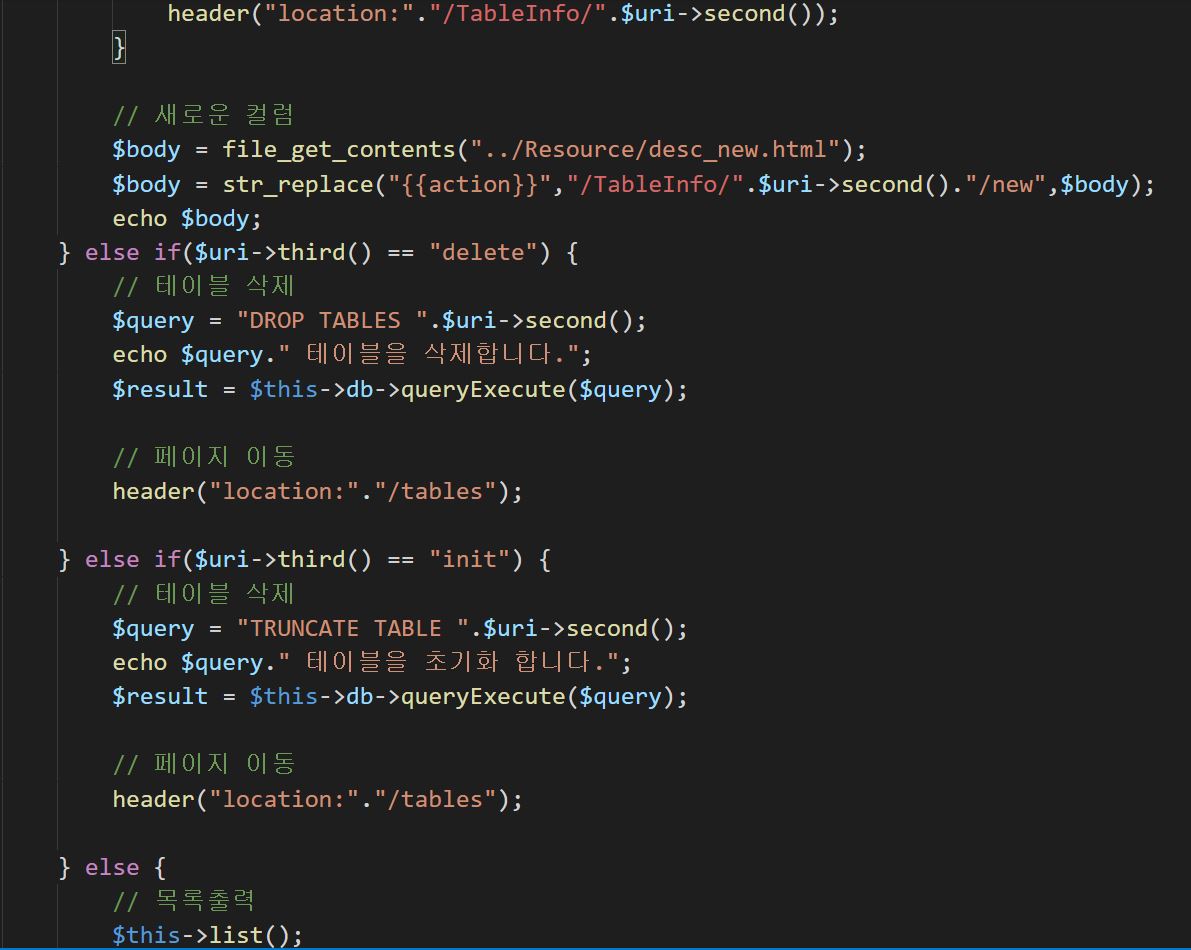 header("location:"."/TableInfo/".$uri->second());
}
// 새로운 컬럼
$body = file_get_contents("../Resource/desc_new.html");
$body = str_replace("{{action}}","/TableInfo/".$uri->second()."/new",$body);
echo $body;
} else if($uri->third() == "delete") {
// 테이블 삭제
$query = "DROP TABLES ".$uri->second();
echo $query." 테이블을 삭제합니다.";
$result = $this->db->queryExecute($query);
// 페이지 이동
header("location:"."/tables");
} else if($uri->third() == "init") {
// 테이블 삭제
$query = "TRUNCATE TABLE ".$uri->second();
echo $query." 테이블을 초기화 합니다.";
$result = $this->db->queryExecute($query);
// 페이지 이동
header("location:"."/tables");
} else {
// 목록출력
$this->list();